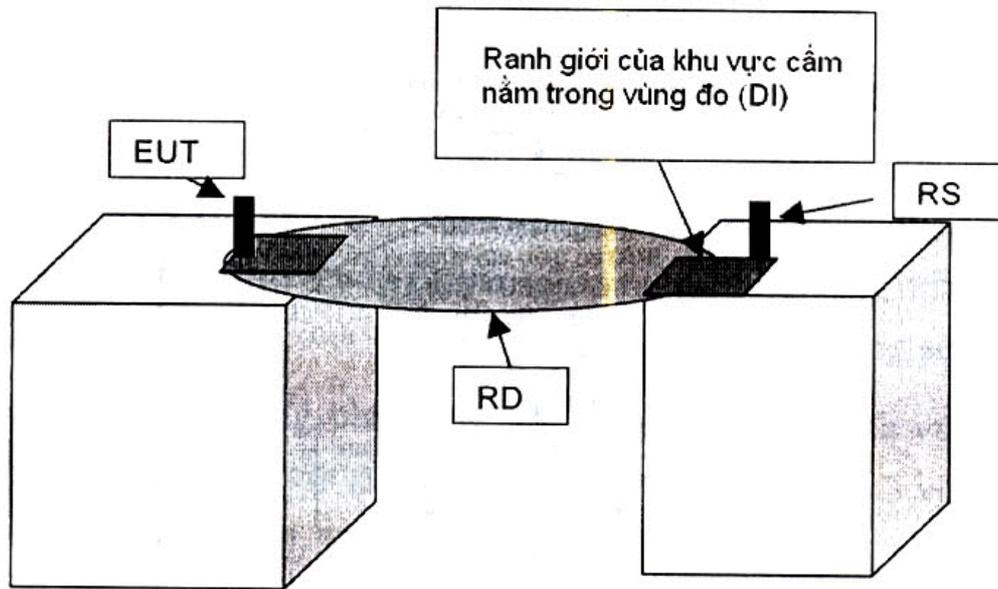 Ranh giới của khu vực cấm
nằm trong vùng đo (DI)
EUT
RS
RD